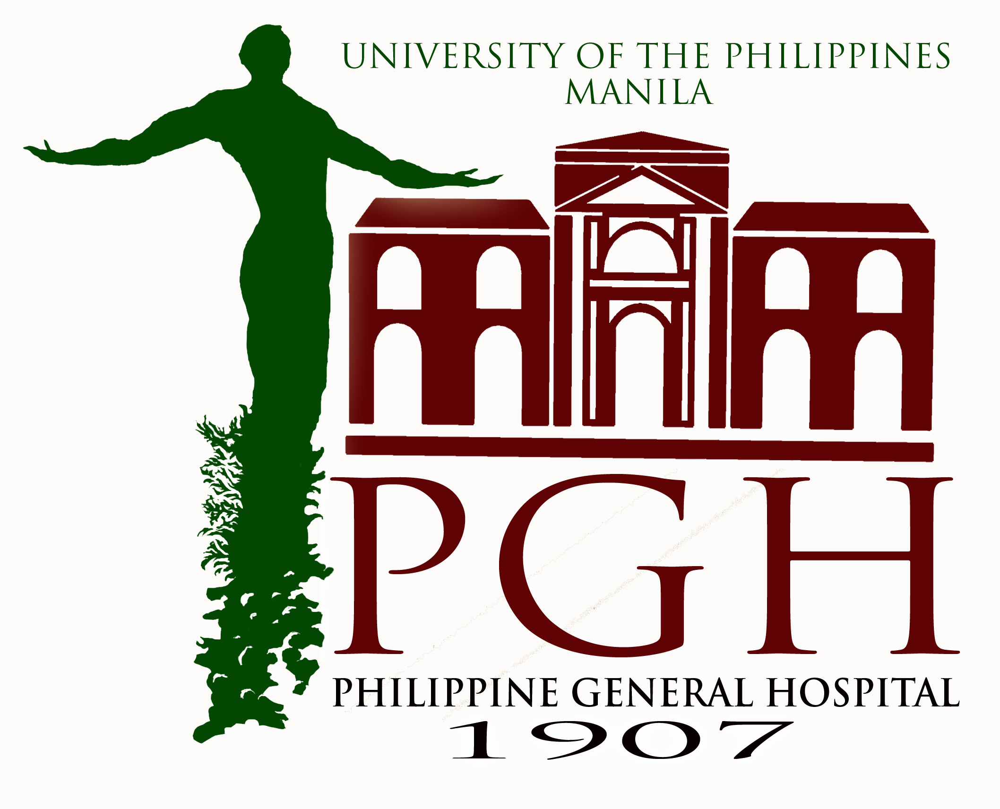 UNIVERSITY OF THE PHILIPPINES
MANILA
PGH
PHILIPPINE GENERAL HOSPITAL
1907